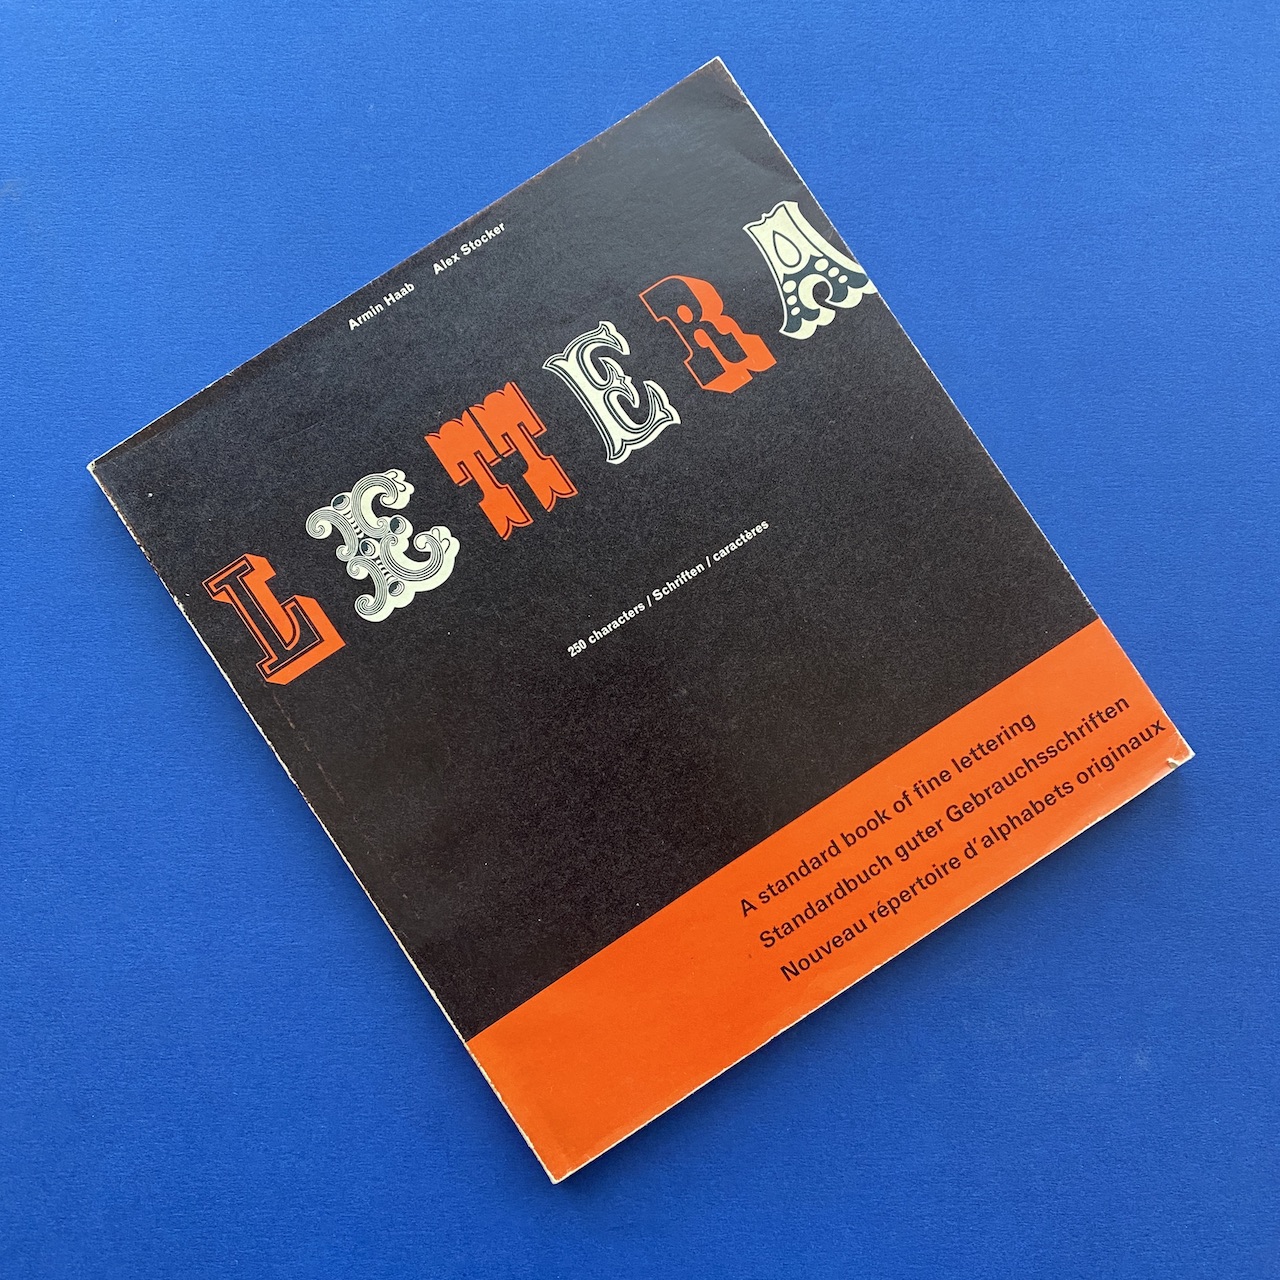 Armin Haab Alex Stocker
LETTERA
250 characters / Schriften / caractères
A standard book of fine lettering
Standardbuch guter Gebrauchsschriften
Nouveau répertoire d'alphabets originaux